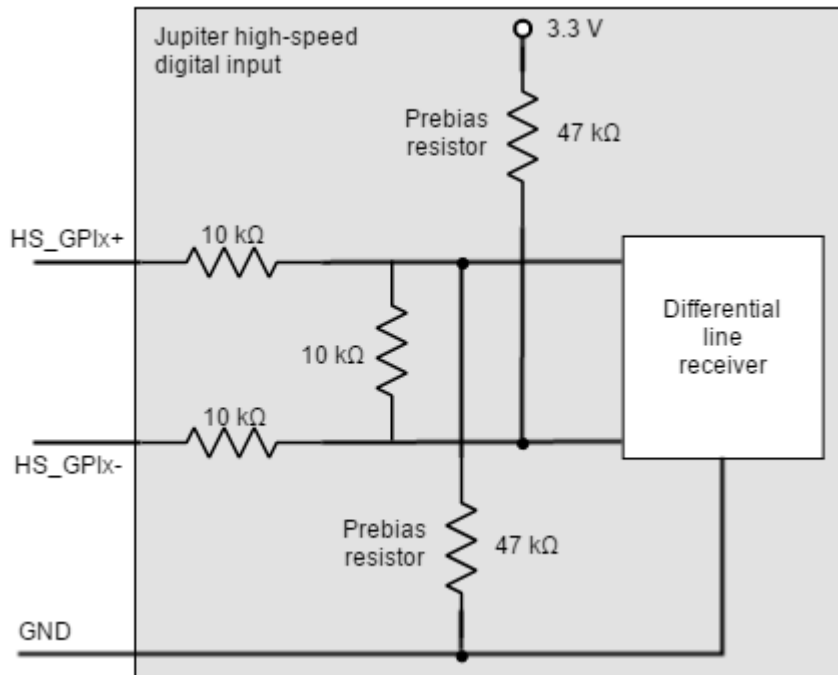 Jupiter high-speed
digital input
3.3 V
Prebias
resistor
47 kΩ
HS_GPIx+
10 kΩ
Differential
line
receiver
10 kΩ
10 kΩ
HS_GPIx-
Prebias
resistor
47 kΩ
GND